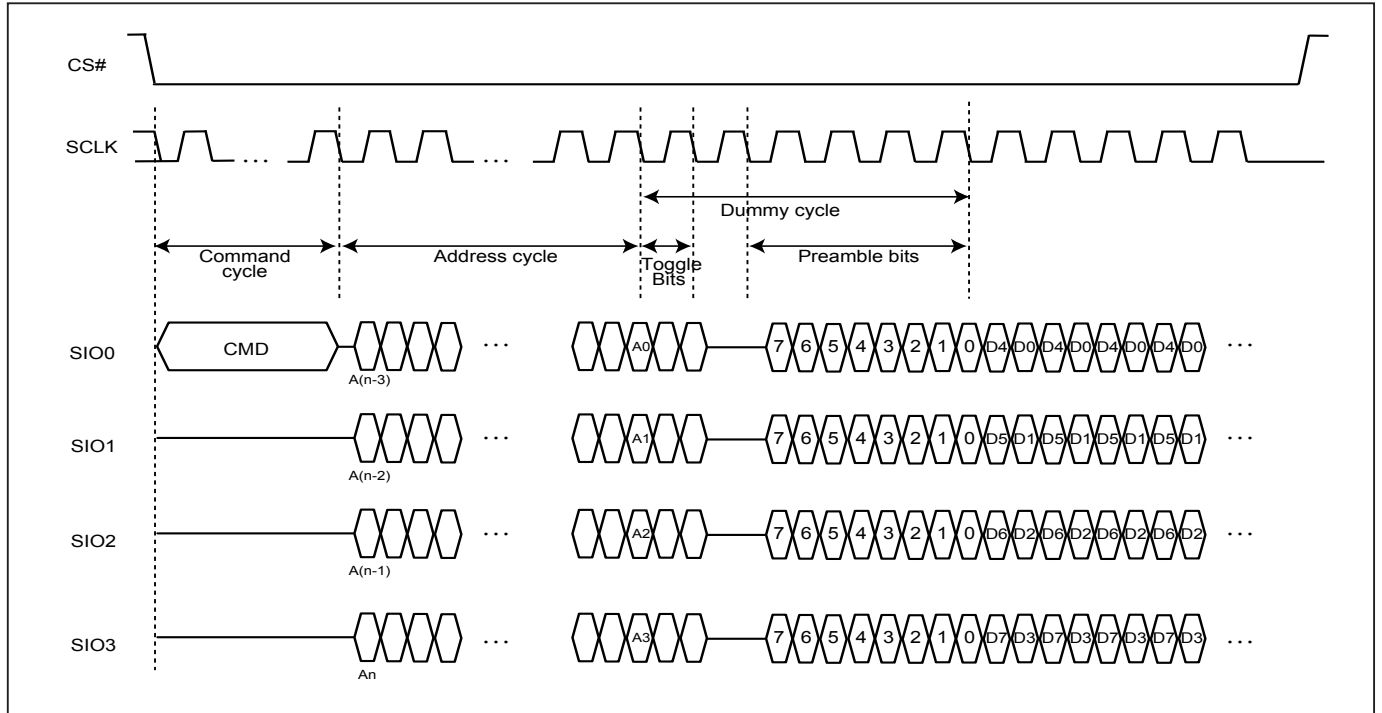 CS#
SCLK
...
...
Dummy cycle
Command
cycle
Address cycle
Toggle
Bits
Preamble bits
SIO0
CMD
...
A0
7 6 5 4 3 2 1 0 D4 D0 D4 D0 D4 D0 D4 D0
...
A(n-3)
SIO1
...
A1
7 6 5 4 3 2 1 0 D5 D1 D5 D1 D5 D1 D5 D1
...
A(n-2)
SIO2
...
A2
7 6 5 4 3 2 1 0 D6 D2 D6 D2 D6 D2 D6 D2
...
A(n-1)
SIO3
...
A3
7 6 5 4 3 2 1 0 D7 D3 D7 D3 D7 D3 D7 D3
...
An